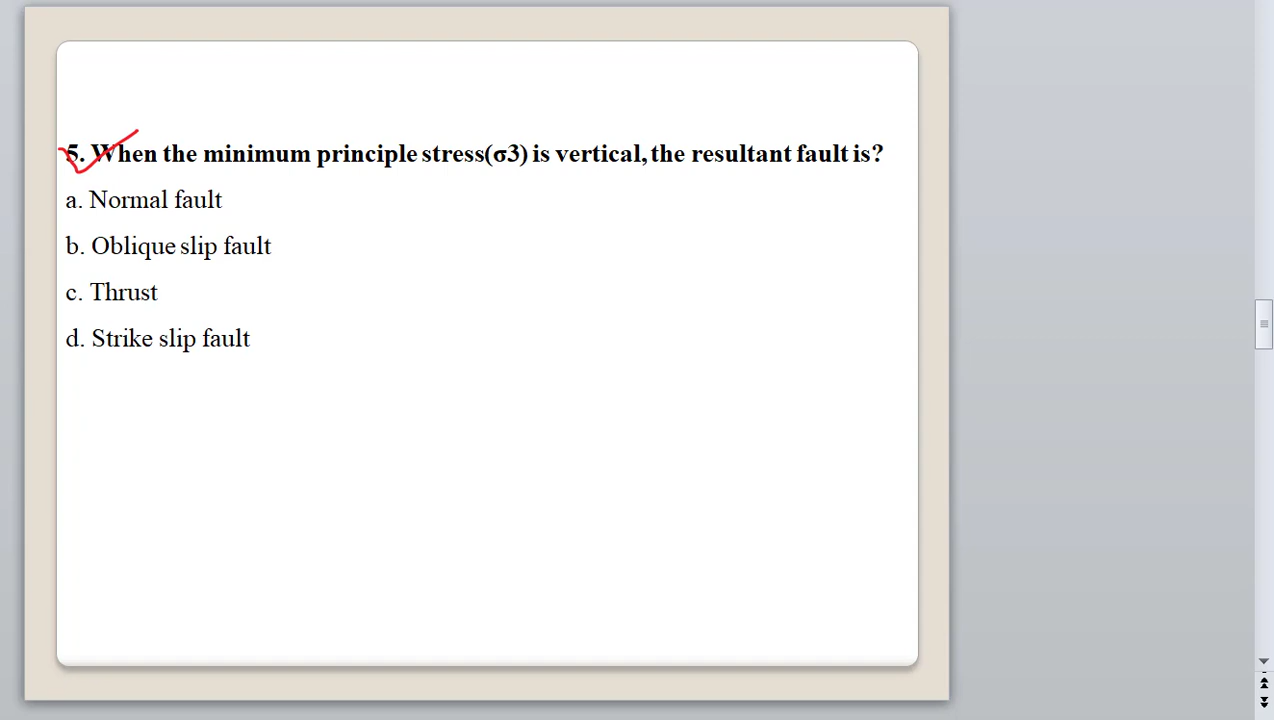 5. When the minimum principle stress(σ3) is vertical, the resultant fault is?
a. Normal fault
b. Oblique slip fault
c. Thrust
d. Strike slip fault